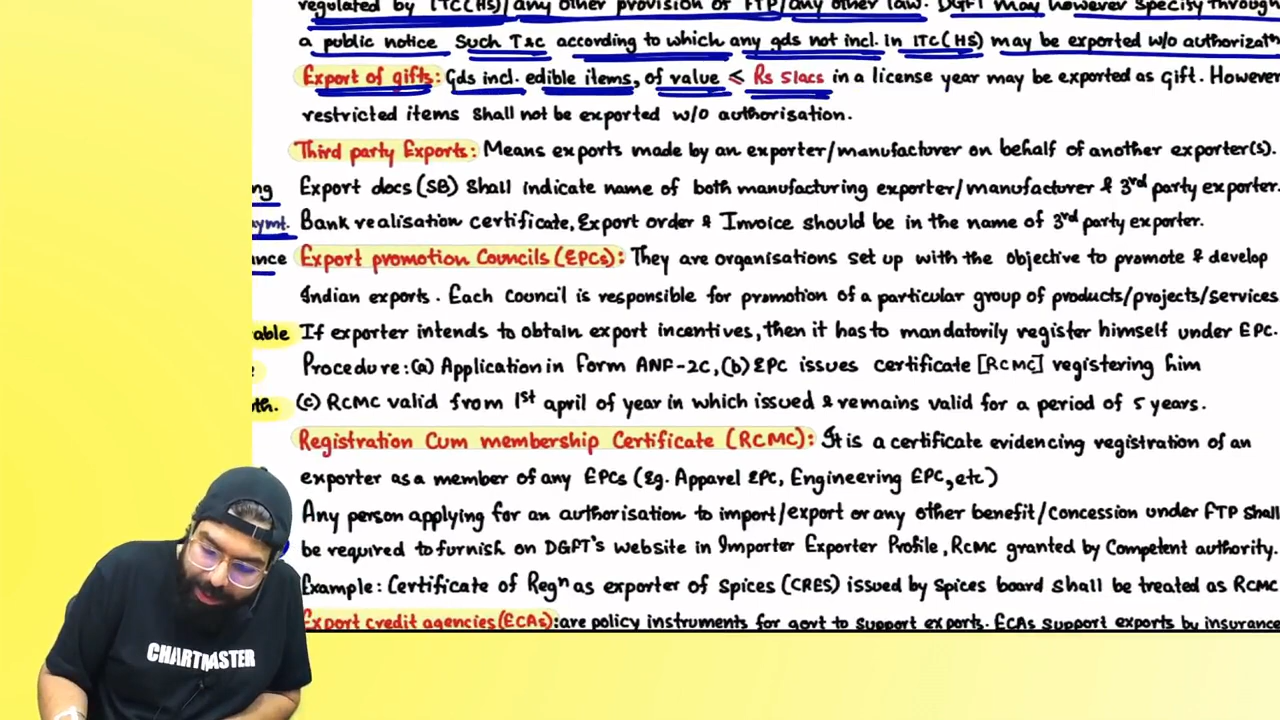 regulated by ITC(HS)/any other provision of FTP/any other law. DGFT may however specify through
a public notice Such T&C according to which any gds not incl. In ITC(HS) may be exported w/o
Export of gifts: Gds incl. edible items, of value ≤ Rs 5lacs in a license year may be exported as Gift. However
restricted items shall not be exported w/o authorisation.
Third party Exports: Means exports made by an exporter/manufacturer on behalf of another exporter(s).
Export docs (SB) Shall indicate name of both manufacturing exporter/manufacturer & 3rd party exporter.
Bank realisation certificate, Export order & Invoice should be in the name of 3rd party exporter.
Export promotion Councils (EPCs): They are organisations set up with the objective to promote & develop
Indian exports. Each Council is responsible for promotion of a particular group of products/projects/services
able If exporter intends to obtain export incentives, then it has to mandatorily register himself under EPC.
Procedure: (a) Application in Form ANF-2C, (b) EPC issues certificate [RCMC] registering him
(c) RCMC valid from 1st april of year in which issued & remains valid for a period of 5 years.
Registration Cum membership Certificate (RCMC): It is a certificate evidencing registration of an
exporter as a member of any EPCs (Eg. Apparel EPC, Engineering EPC, etc)
Any person applying for an authorisation to import/export or any other benefit/concession under FTP Shall
be required to furnish on DGFT's website in Importer Exporter Profile, RCMC granted by Competent authority.
Example: Certificate of Regn as exporter of Spices (CRES) issued by Spices board shall be treated as RCMC
Export credit agencies (ECAs): are policy instruments for govt to support exports. ECAs support exports by insurance
CHARTMASTER